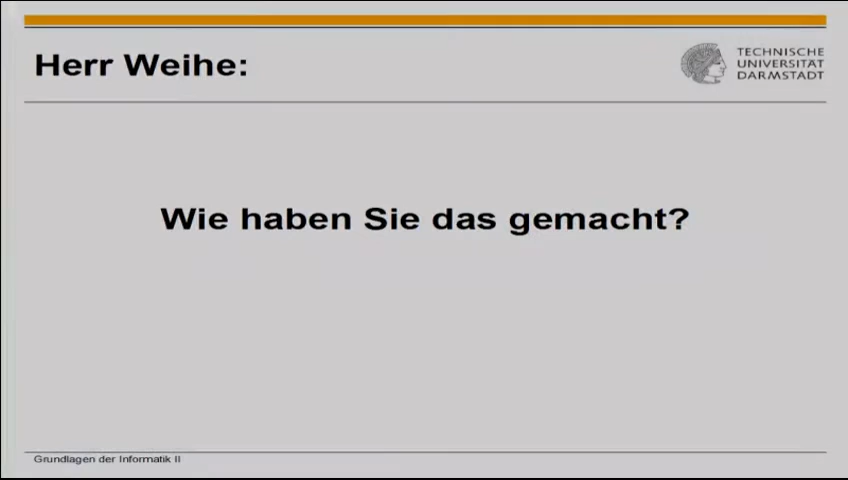 Herr Weihe:
TECHNISCHE
UNIVERSITÄT
DARMSTADT
Wie haben Sie das gemacht?
Grundlagen der Informatik II